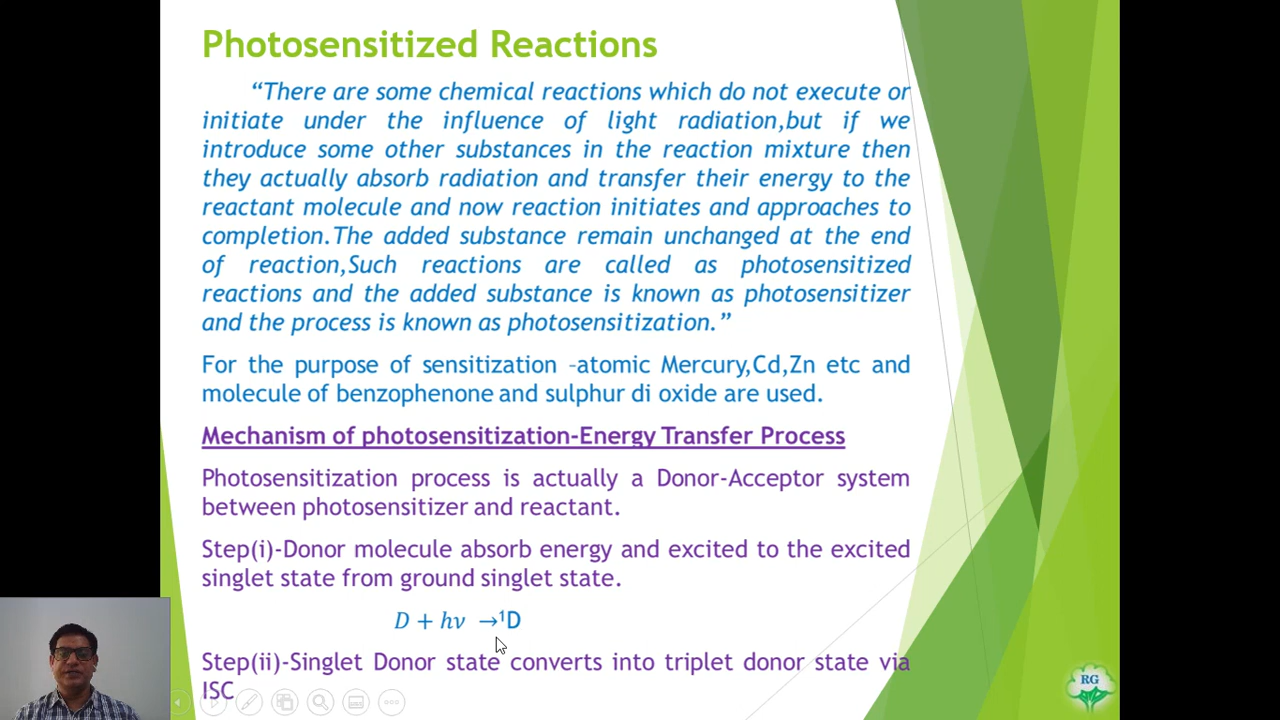 Photosensitized Reactions
“There are some chemical reactions which do not execute or
initiate under the influence of light radiation,but if we
introduce some other substances in the reaction mixture then
they actually absorb radiation and transfer their energy to the
reactant molecule and now reaction initiates and approaches to
completion.The added substance remain unchanged at the end
of reaction,Such reactions are called as photosensitized
reactions and the added substance is known as photosensitizer
and the process is known as photosensitization.”
For the purpose of sensitization –atomic Mercury,Cd,Zn etc and
molecule of benzophenone and sulphur di oxide are used.
Mechanism of photosensitization-Energy Transfer Process
Photosensitization process is actually a Donor-Acceptor system
between photosensitizer and reactant.
Step(i)-Donor molecule absorb energy and excited to the excited
singlet state from ground singlet state.
D + hν →¹D
Step(ii)-Singlet Donor state converts into triplet donor state via
ISC
RG